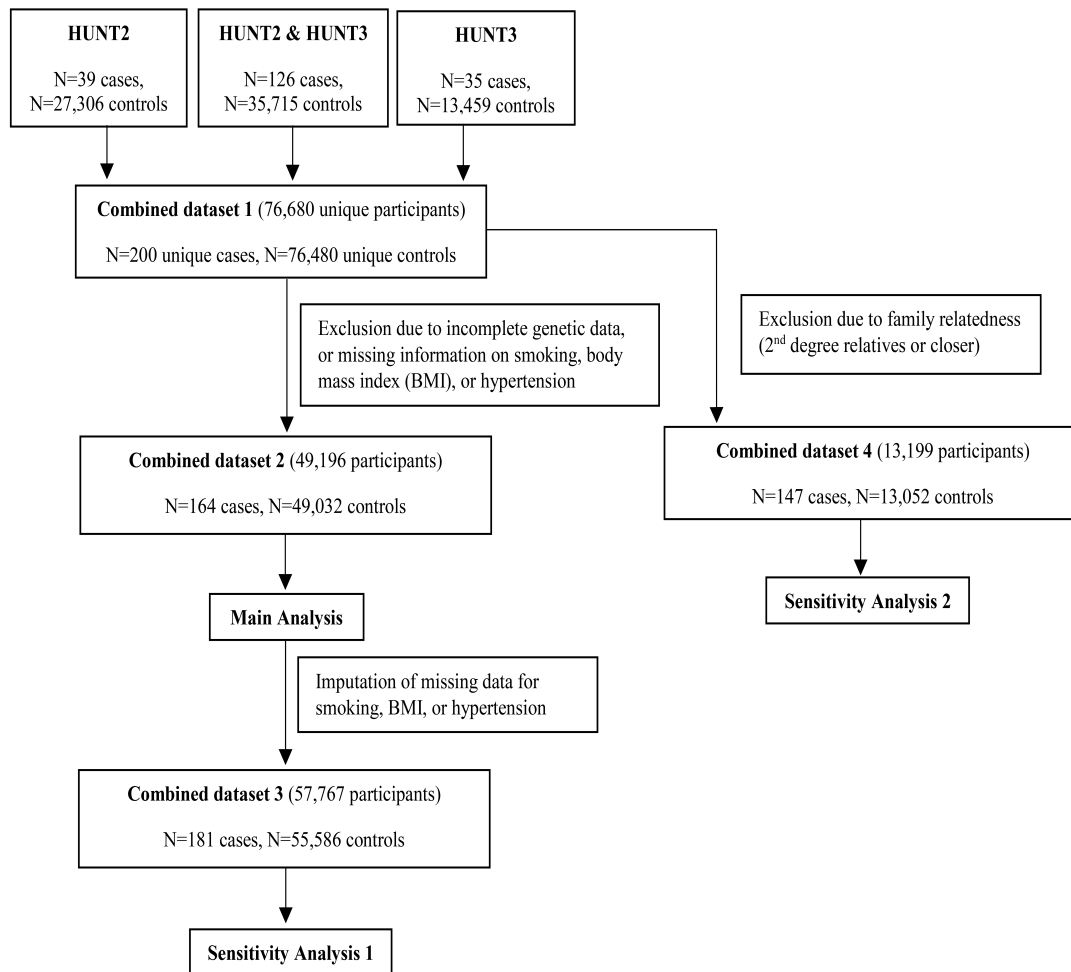 HUNT2
N=39 cases,
N=27,306 controls
HUNT2 & HUNT3
N=126 cases,
N=35,715 controls
HUNT3
N=35 cases,
N=13,459 controls
Combined dataset 1 (76,680 unique participants)
N=200 unique cases, N=76,480 unique controls
Exclusion due to incomplete genetic data,
or missing information on smoking, body
mass index (BMI), or hypertension
Exclusion due to family relatedness
(2nd degree relatives or closer)
Combined dataset 2 (49,196 participants)
N=164 cases, N=49,032 controls
Combined dataset 4 (13,199 participants)
N=147 cases, N=13,052 controls
Main Analysis
Sensitivity Analysis 2
Imputation of missing data for
smoking, BMI, or hypertension
Combined dataset 3 (57,767 participants)
N=181 cases, N=55,586 controls
Sensitivity Analysis 1